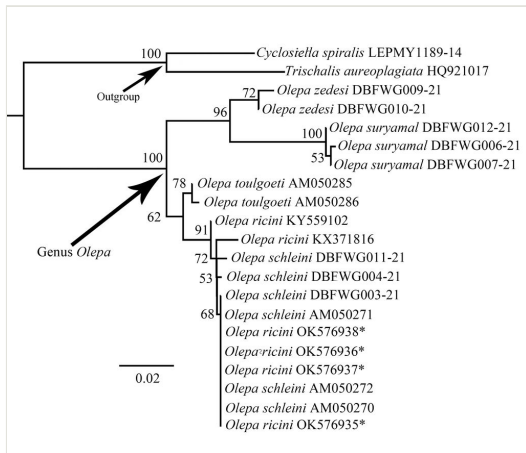 100
Cyclosiella spiralis LEPMY1189-14
Trischalis aureoplagiata HQ921017
Outgroup
72
Olepa zedesi DBFWG009-21
Olepa zedesi DBFWG010-21
96
100
Olepa suryamal DBFWG012-21
Olepa suryamal DBFWG006-21
53
Olepa suryamal DBFWG007-21
100
78
Olepa toulgoeti AM050285
Olepa toulgoeti AM050286
62
Olepa ricini KY559102
91
Olepa ricini KX371816
Genus Olepa
72
Olepa schleini DBFWG011-21
53
Olepa schleini DBFWG004-21
Olepa schleini DBFWG003-21
68
Olepa schleini AM050271
Olepa ricini OK576938*
Olepa ricini OK576936*
Olepa ricini OK576937*
0.02
Olepa schleini AM050272
Olepa schleini AM050270
Olepa ricini OK576935*